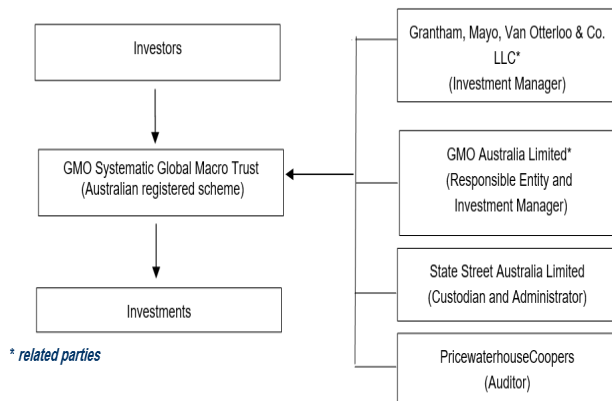 Investors
GMO Systematic Global Macro Trust
(Australian registered scheme)
Investments
* related parties
Grantham, Mayo, Van Otterloo & Co.
LLC*
(Investment Manager)
GMO Australia Limited*
(Responsible Entity and
Investment Manager)
State Street Australia Limited
(Custodian and Administrator)
PricewaterhouseCoopers
(Auditor)